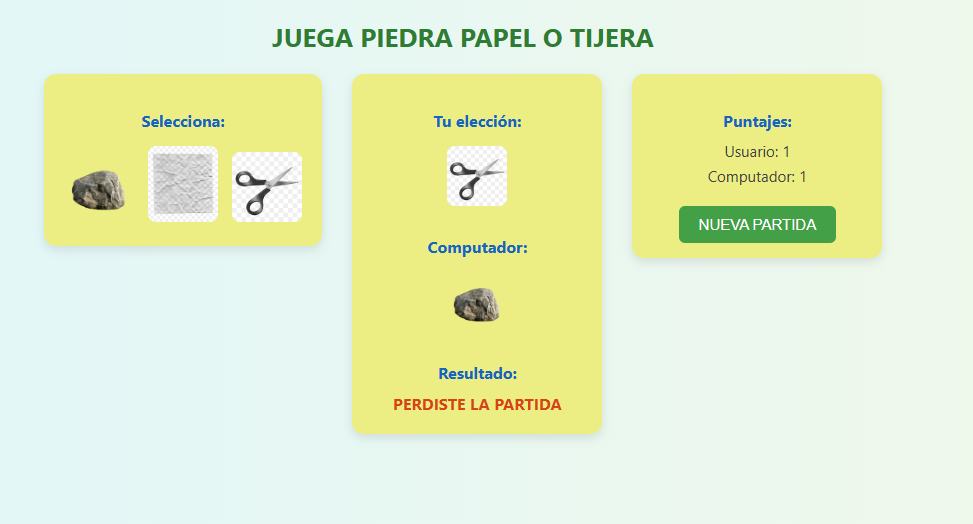 JUEGA PIEDRA PAPEL O TIJERA
Selecciona:
Tu elección:
Computador:
Resultado:
PERDISTE LA PARTIDA
Puntajes:
Usuario: 1
Computador: 1
NUEVA PARTIDA